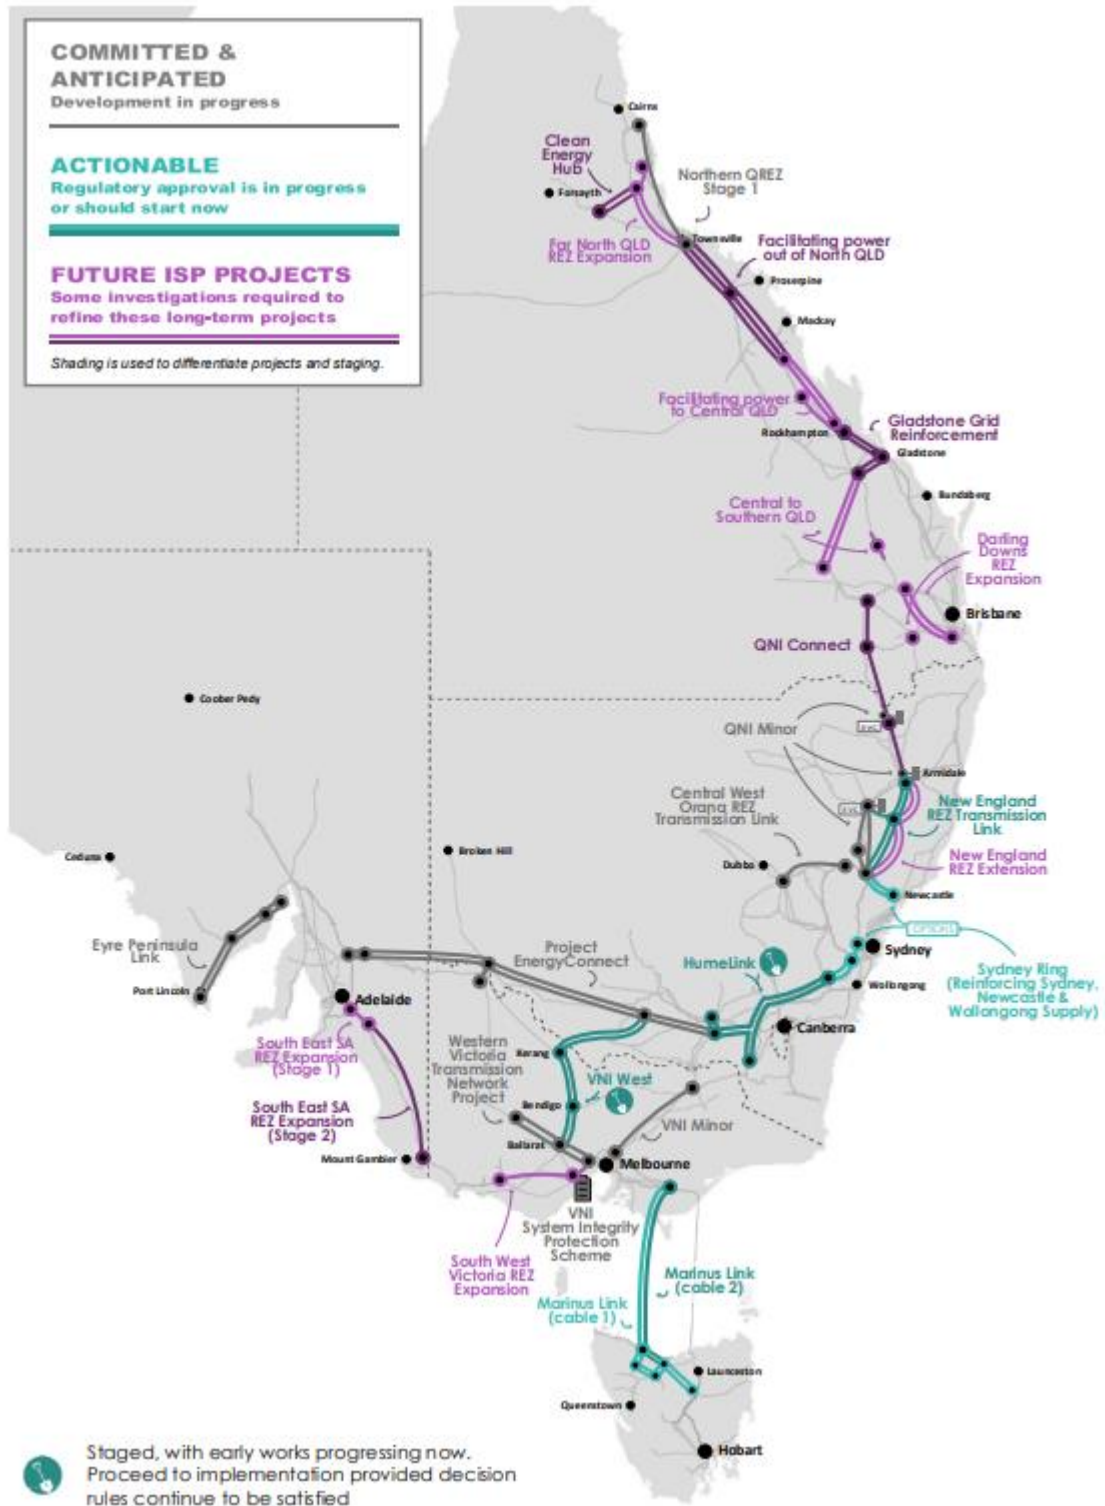 COMMITTED &
ANTICIPATED
Development in progress
ACTIONABLE
Regulatory approval is in progress
or should start now
FUTURE ISP PROJECTS
Some investigations required to
refine these long-term projects
Shading is used to differentiate projects and staging.
Cairns
Clean
Energy
Hub
Forsayth
Northern QREZ
Stage 1
Far North QLD
REZ Expansion
Townsville
Facilitating power
out of North QLD
Proserpine
Mackay
Facilitating power
to Central QLD
Rockhampton
Gladstone Grid
Reinforcement
Gladstone
Bundaberg
Central to
Southern QLD
Darling
Downs
REZ
Expansion
Brisbane
QNI Connect
Coober Pedy
QNI Minor
Armidale
Central West
Orana REZ
Transmission Link
New England
REZ Transmission
Link
New England
REZ Extension
Dubbo
Broken Hill
Ceduna
Newcastle
OPTIONS
Eyre Peninsula
Link
Port Lincoln
Project
EnergyConnect
HumeLink
Sydney
Wollongong
Sydney Ring
(Reinforcing Sydney,
Newcastle &
Wollongong Supply)
Adelaide
Canberra
South East SA
REZ Expansion
(Stage 1)
Western
Victoria
Transmission
Network
Project
Kerang
VNI West
Bendigo
South East SA
REZ Expansion
(Stage 2)
Ballarat
VNI Minor
Mount Gambier
Melbourne
VNI
System Integrity
Protection
Scheme
South West
Victoria REZ
Expansion
Marinus Link
(cable 2)
Marinus Link
(cable 1)
Launceston
Queenstown
Hobart
Staged, with early works progressing now.
Proceed to implementation provided decision
rules continue to be satisfied